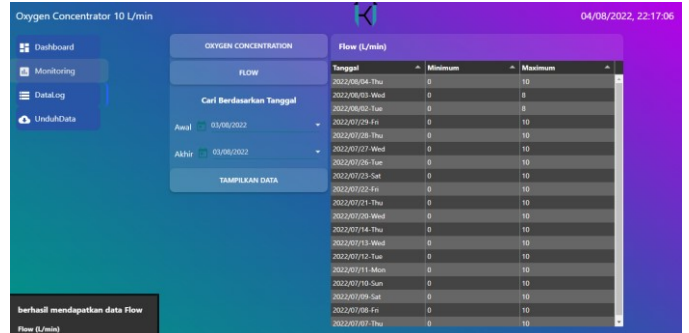 Oxygen Concentrator 10 L/min
04/08/2022, 22:17:06
Dashboard
Monitoring
DataLog
UnduhData
OXYGEN CONCENTRATION
FLOW
Cari Berdasarkan Tanggal
Awal 03/08/2022
Akhir 03/08/2022
TAMPILKAN DATA
Flow (L/min)
Tanggal Minimum Maximum
2022/08/04-Thu 0 10
2022/08/03-Wed 0 8
2022/08/02-Tue 0 8
2022/07/29-Fri 0 10
2022/07/28-Thu 0 10
2022/07/27-Wed 0 10
2022/07/26-Tue 0 10
2022/07/23-Sat 0 10
2022/07/22-Fri 0 10
2022/07/21-Thu 0 10
2022/07/20-Wed 0 10
2022/07/14-Thu 0 10
2022/07/13-Wed 0 10
2022/07/12-Tue 0 10
2022/07/11-Mon 0 10
2022/07/10-Sun 0 10
2022/07/09-Sat 0 10
2022/07/08-Fri 0 10
2022/07/07-Thu 0 10
berhasil mendapatkan data Flow
Flow (L/min)